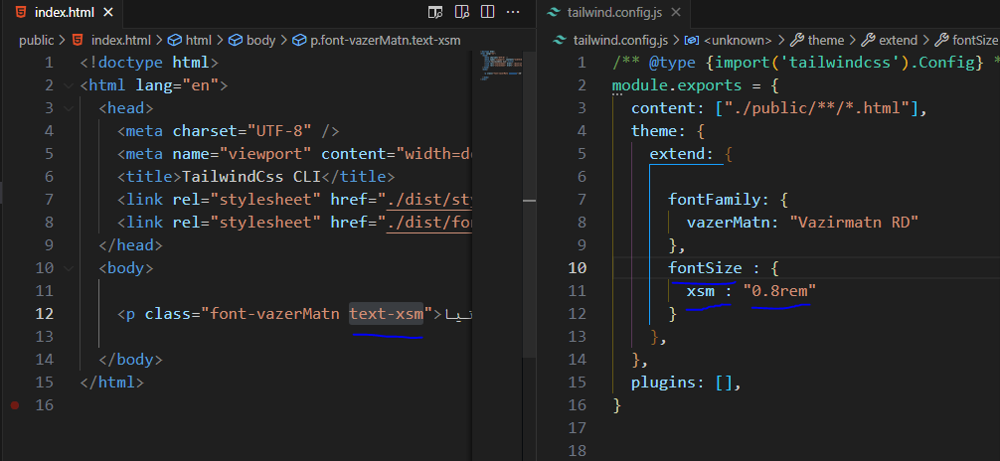 index.html
public > index.html > html > body > p.font-vazerMatn.text-xsm
1 <!doctype html>
2 <html lang="en">
3 <head>
4 <meta charset="UTF-8" />
5 <meta name="viewport" content="width=de
6 <title>TailwindCss CLI</title>
7 <link rel="stylesheet" href="./dist/sty
8 <link rel="stylesheet" href="./dist/fon
9 </head>
10 <body>
11
12 <p class="font-vazerMatn text-xsm">
13
14 </body>
15 </html>
16
tailwind.config.js
tailwind.config.js > <unknown> > theme > extend > fontSize
1 /** @type {import('tailwindcss').Config} *
2 module.exports = {
3 content: ["./public/**/*.html"],
4 theme: {
5 extend: {
6
7 fontFamily: {
8 vazerMatn: "Vazirmatn RD"
9 },
10 fontSize : {
11 xsm : "0.8rem"
12 }
13 },
14 },
15 plugins: [],
16 }
17
18